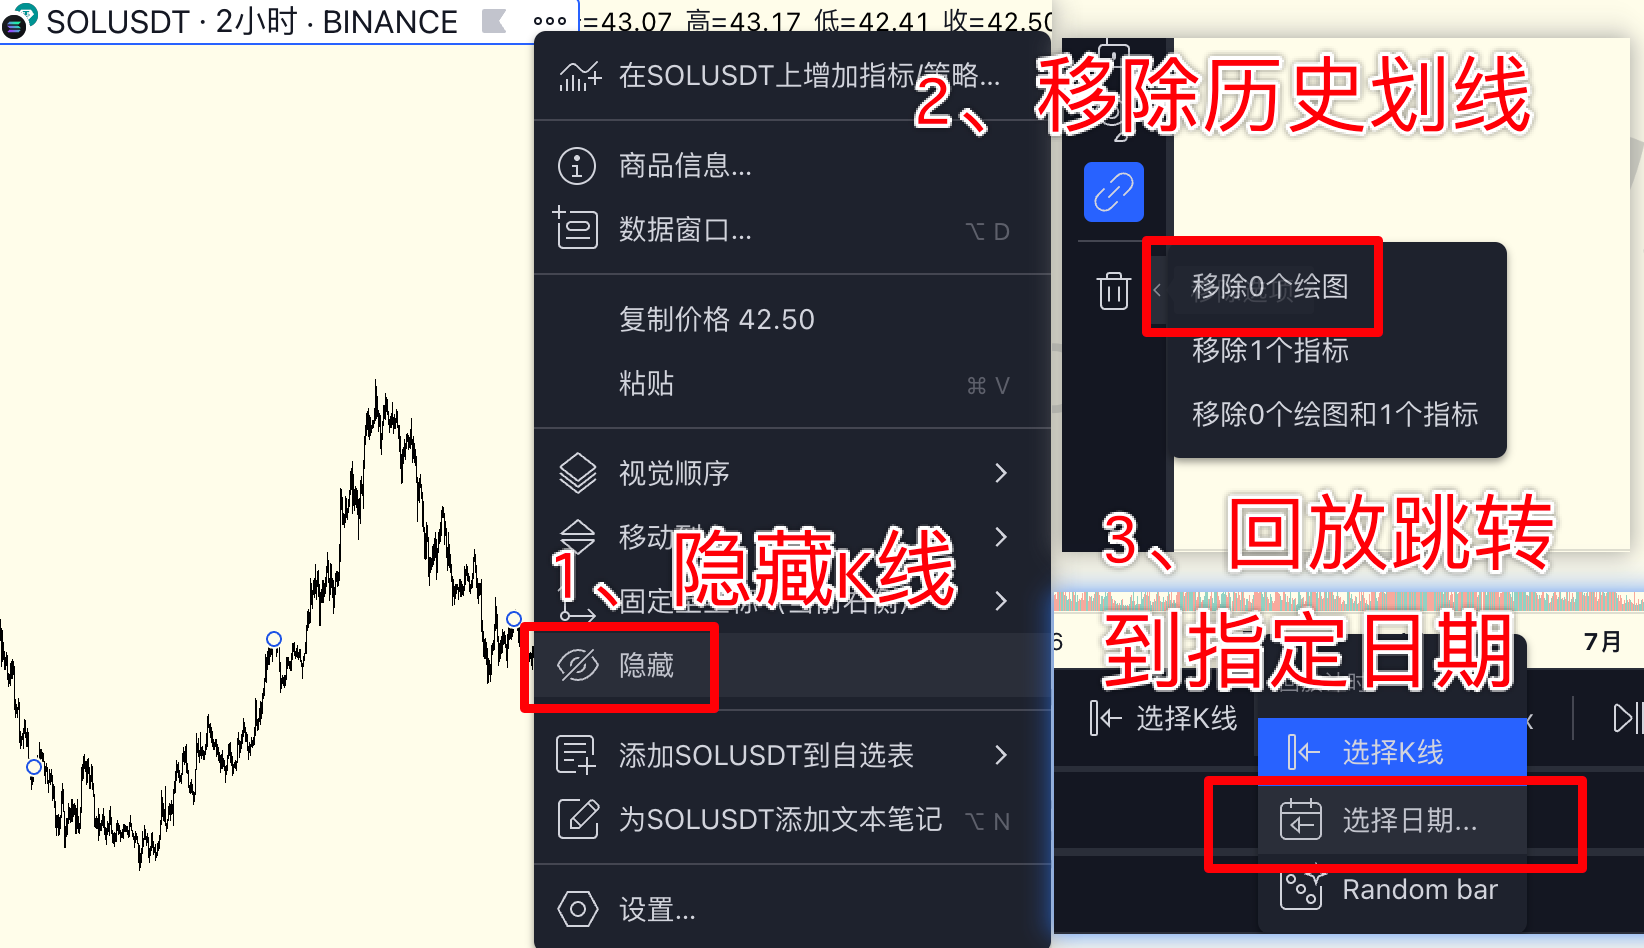 SOLUSDT · 2小时 · BINANCE
=43.07 高=43.17 低=42.41 收=42.50
在SOLUSDT上增加指标/策略...
商品信息...
数据窗口...
⌥ D
复制价格 42.50
粘贴
⌘ V
视觉顺序
移动到
1、隐藏K线
隐藏
添加SOLUSDT到自选表
为SOLUSDT添加文本笔记
⌥ N
设置...
2、移除历史划线
移除0个绘图
移除1个指标
移除0个绘图和1个指标
3、回放跳转
到指定日期
6
7月
选择K线
x
选择K线
选择日期...
Random bar